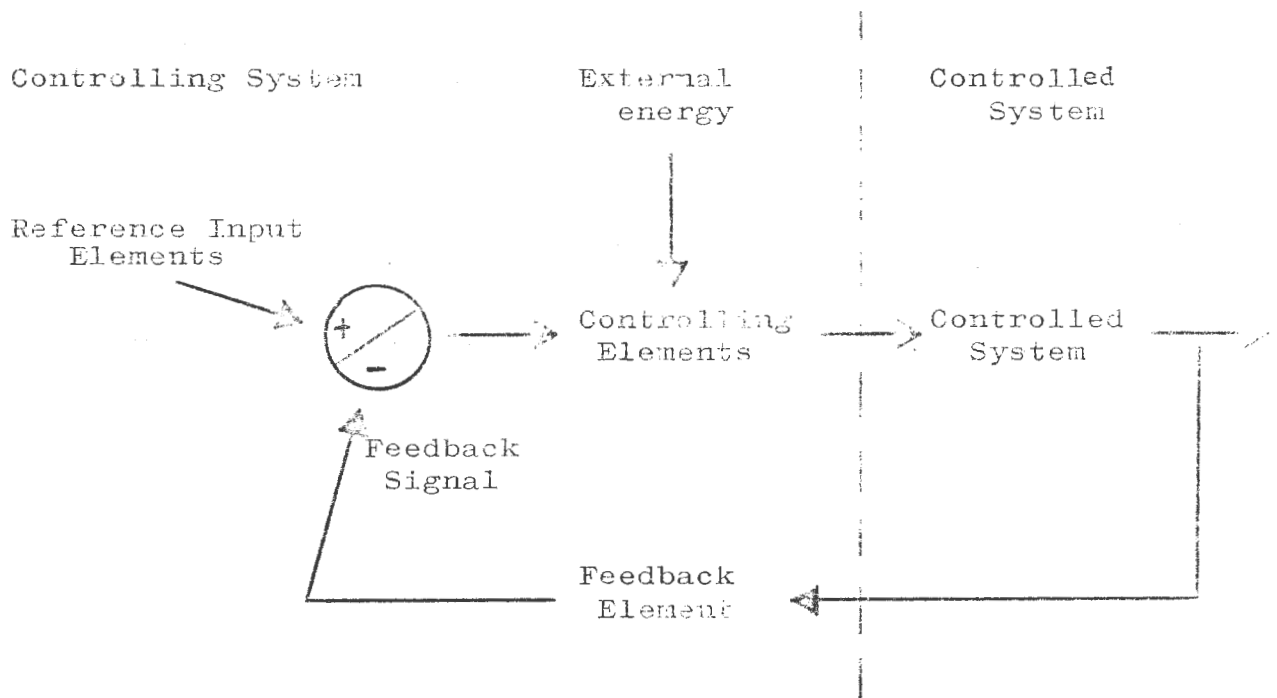 Controlling System
External
energy
Controlled
System
Reference Input
Elements
+
-
Controlling
Elements
Controlled
System
Feedback
Signal
Feedback
Element